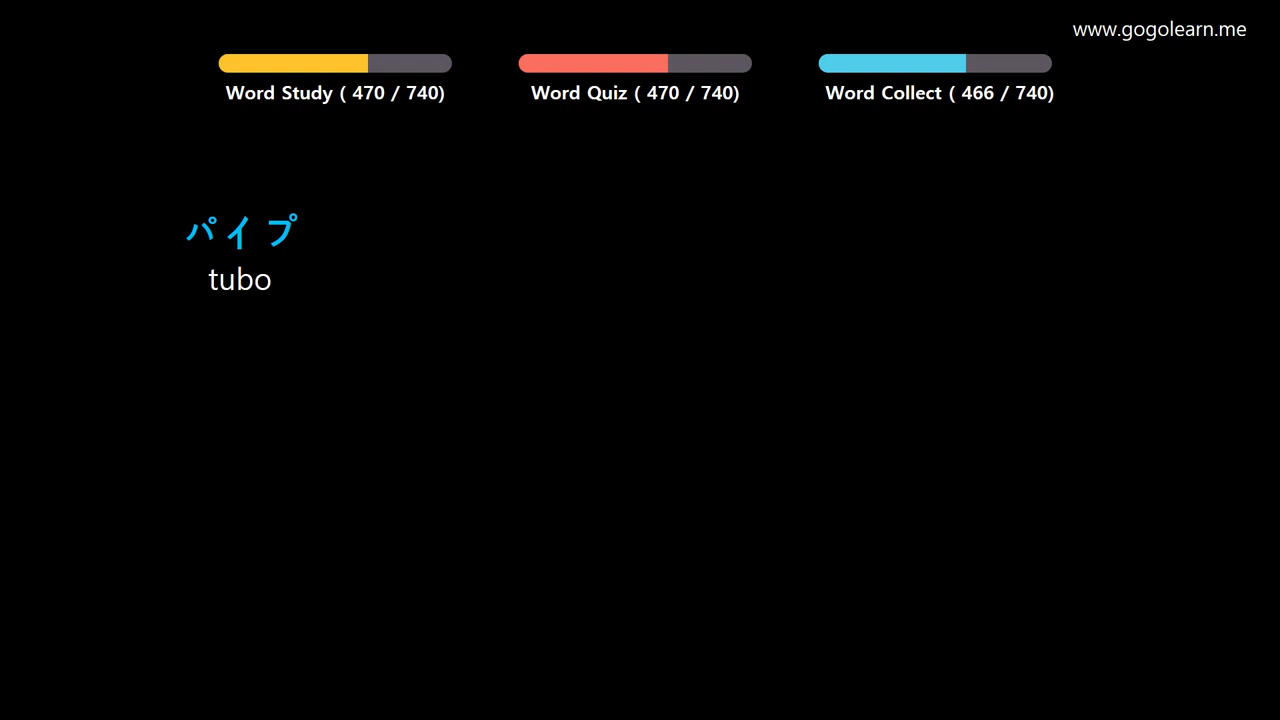 www.gogolearn.me
Word Study ( 470 / 740)
Word Quiz ( 470 / 740)
Word Collect ( 466 / 740)
パイプ
tubo